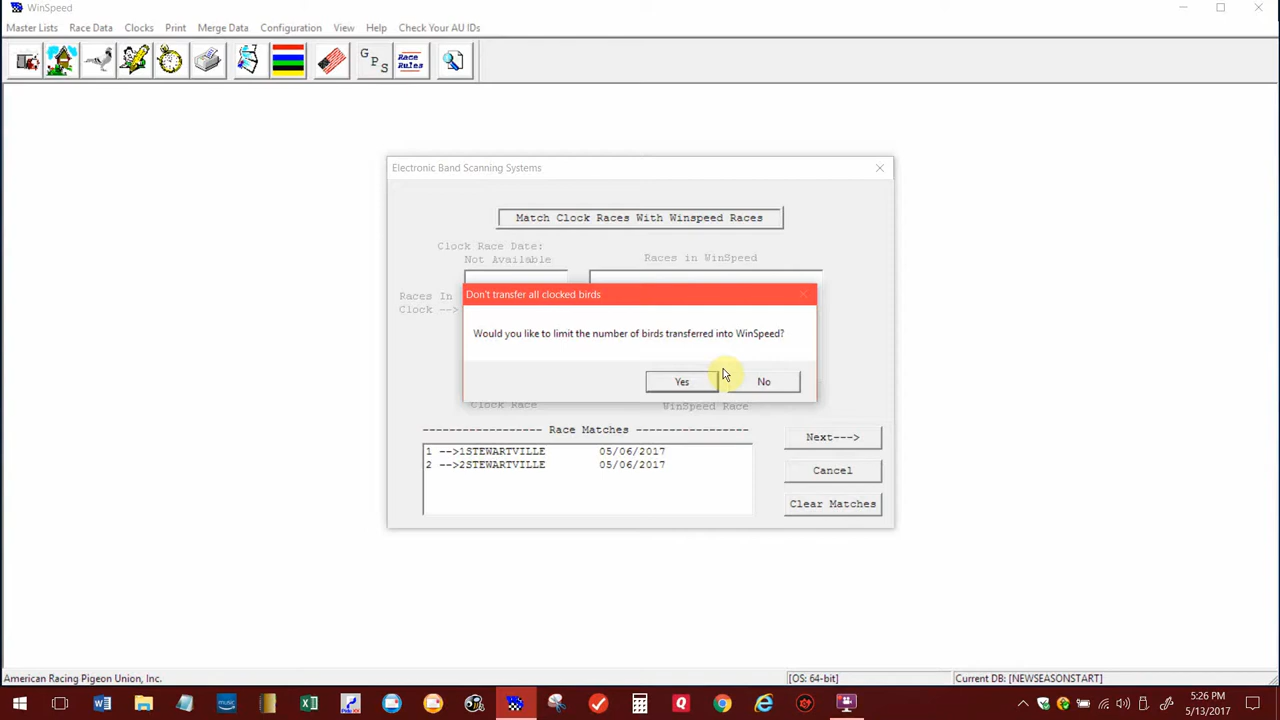 WinSpeed
Master Lists Race Data Clocks Print Merge Data Configuration View Help Check Your AU IDs
GPS Race Rules
Electronic Band Scanning Systems
Match Clock Races With Winspeed Races
Clock Race Date:
Not Available
Races in WinSpeed
Races In
Clock -->
Don't transfer all clocked birds
Would you like to limit the number of birds transferred into WinSpeed?
Yes No
Clock Race WinSpeed Race
----------------- Race Matches -----------------
1 -->1STEWARTVILLE 05/06/2017
2 -->2STEWARTVILLE 05/06/2017
Next--->
Cancel
Clear Matches
American Racing Pigeon Union, Inc. [OS: 64-bit] Current DB: [NEWSEASONSTART]
music
5:26 PM
5/13/2017